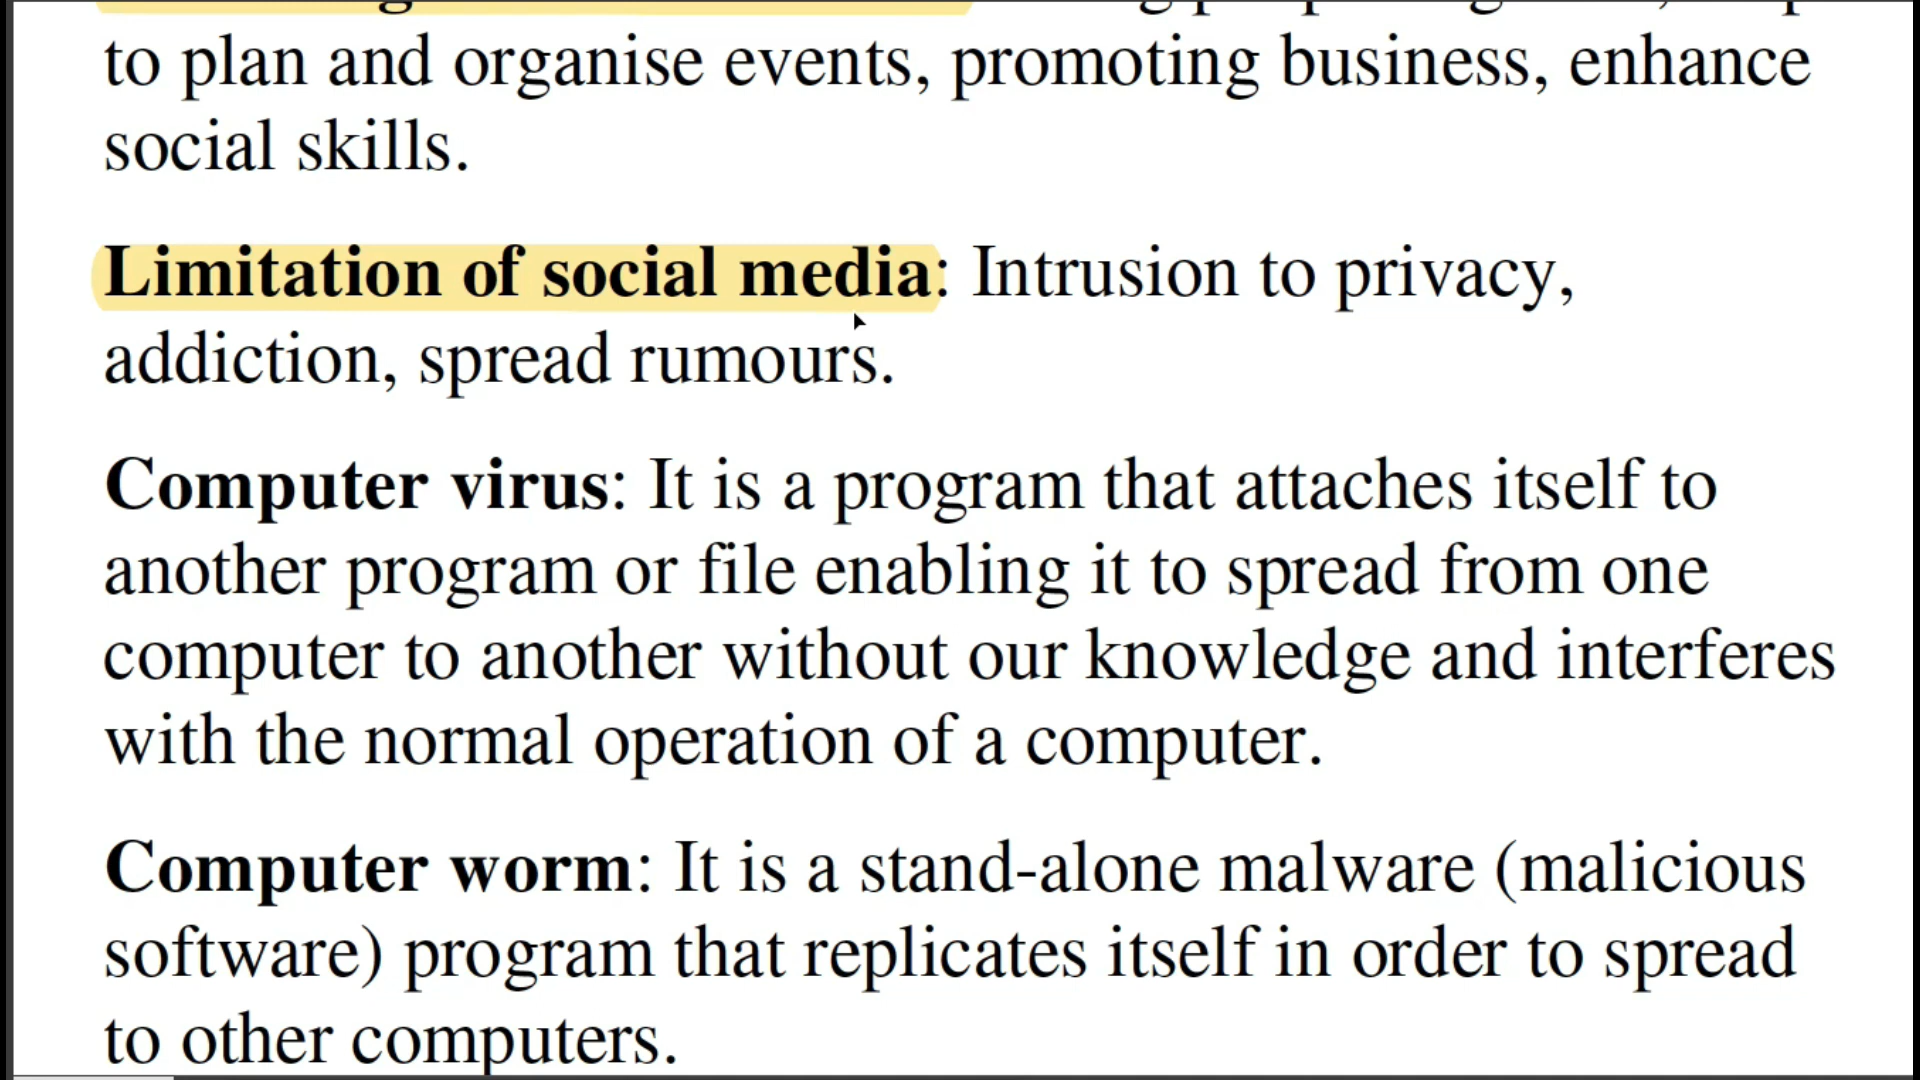 to plan and organise events, promoting business, enhance
social skills.
Limitation of social media: Intrusion to privacy,
addiction, spread rumours.
Computer virus: It is a program that attaches itself to
another program or file enabling it to spread from one
computer to another without our knowledge and interferes
with the normal operation of a computer.
Computer worm: It is a stand-alone malware (malicious
software) program that replicates itself in order to spread
to other computers.